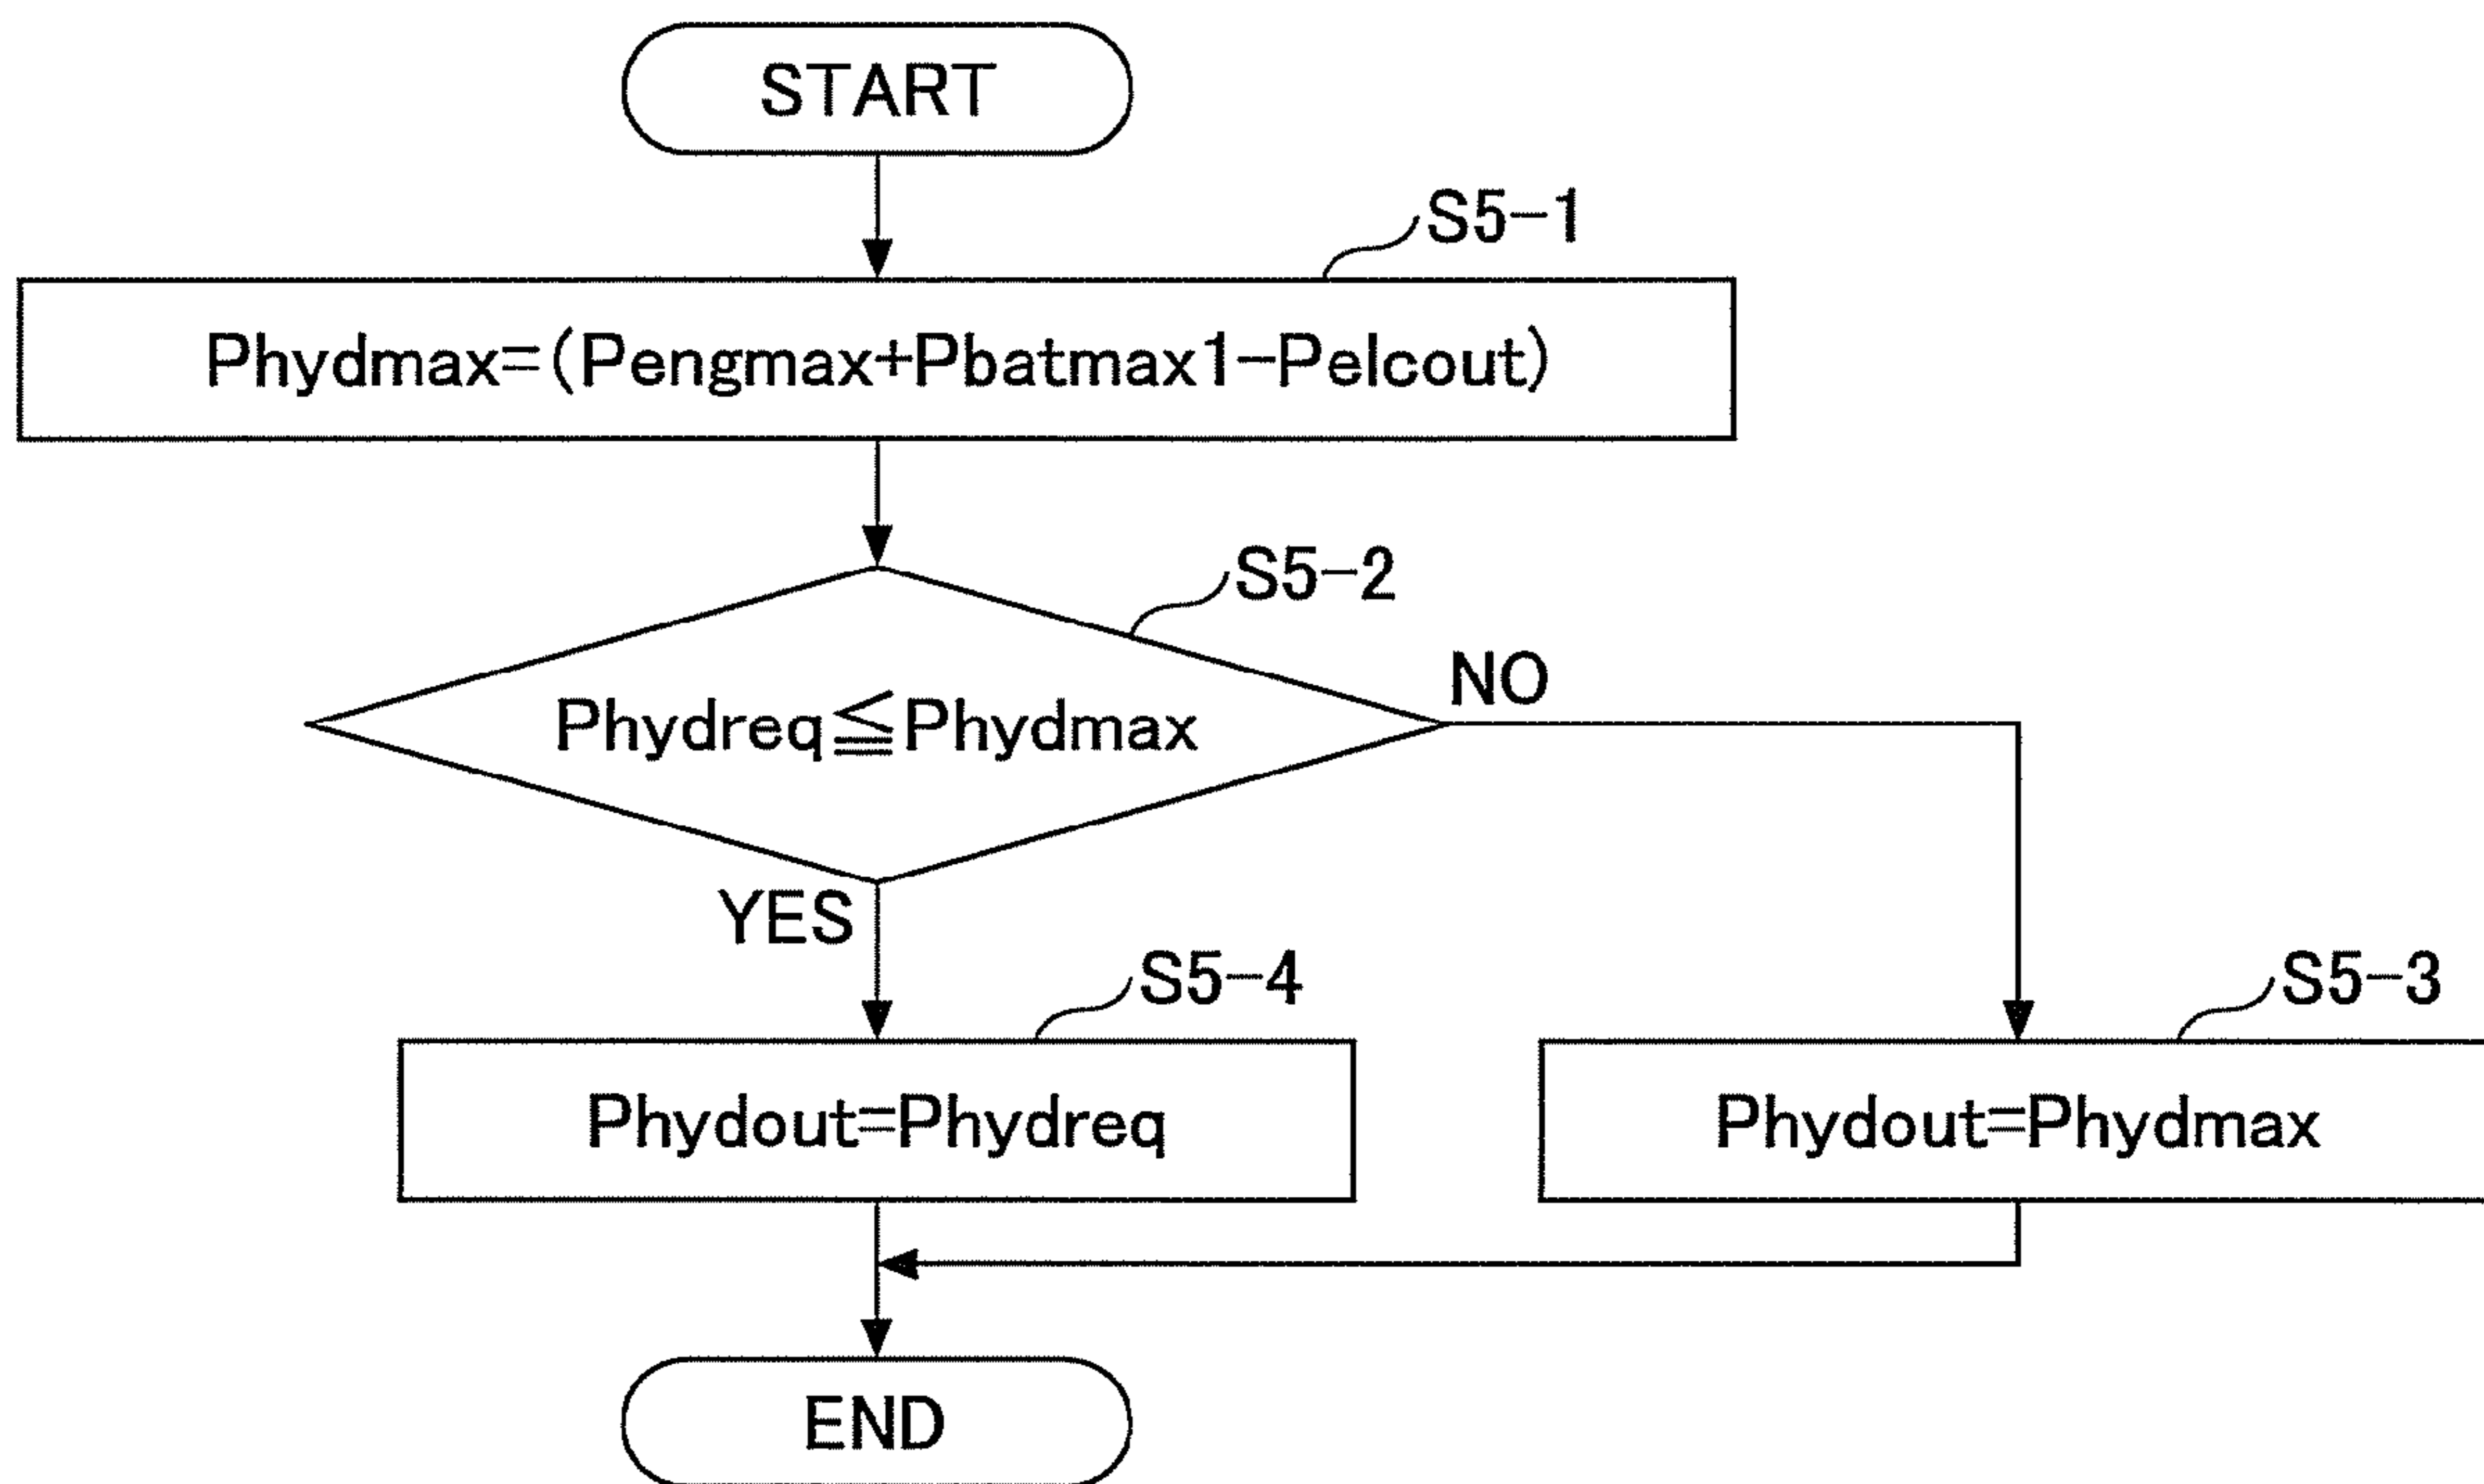 START
S5-1
Phydmax=(Pengmax+Pbatmax1-Pelcout)
S5-2
Phydreq≦Phydmax
NO
YES
S5-4
Phydout=Phydreq
S5-3
Phydout=Phydmax
END